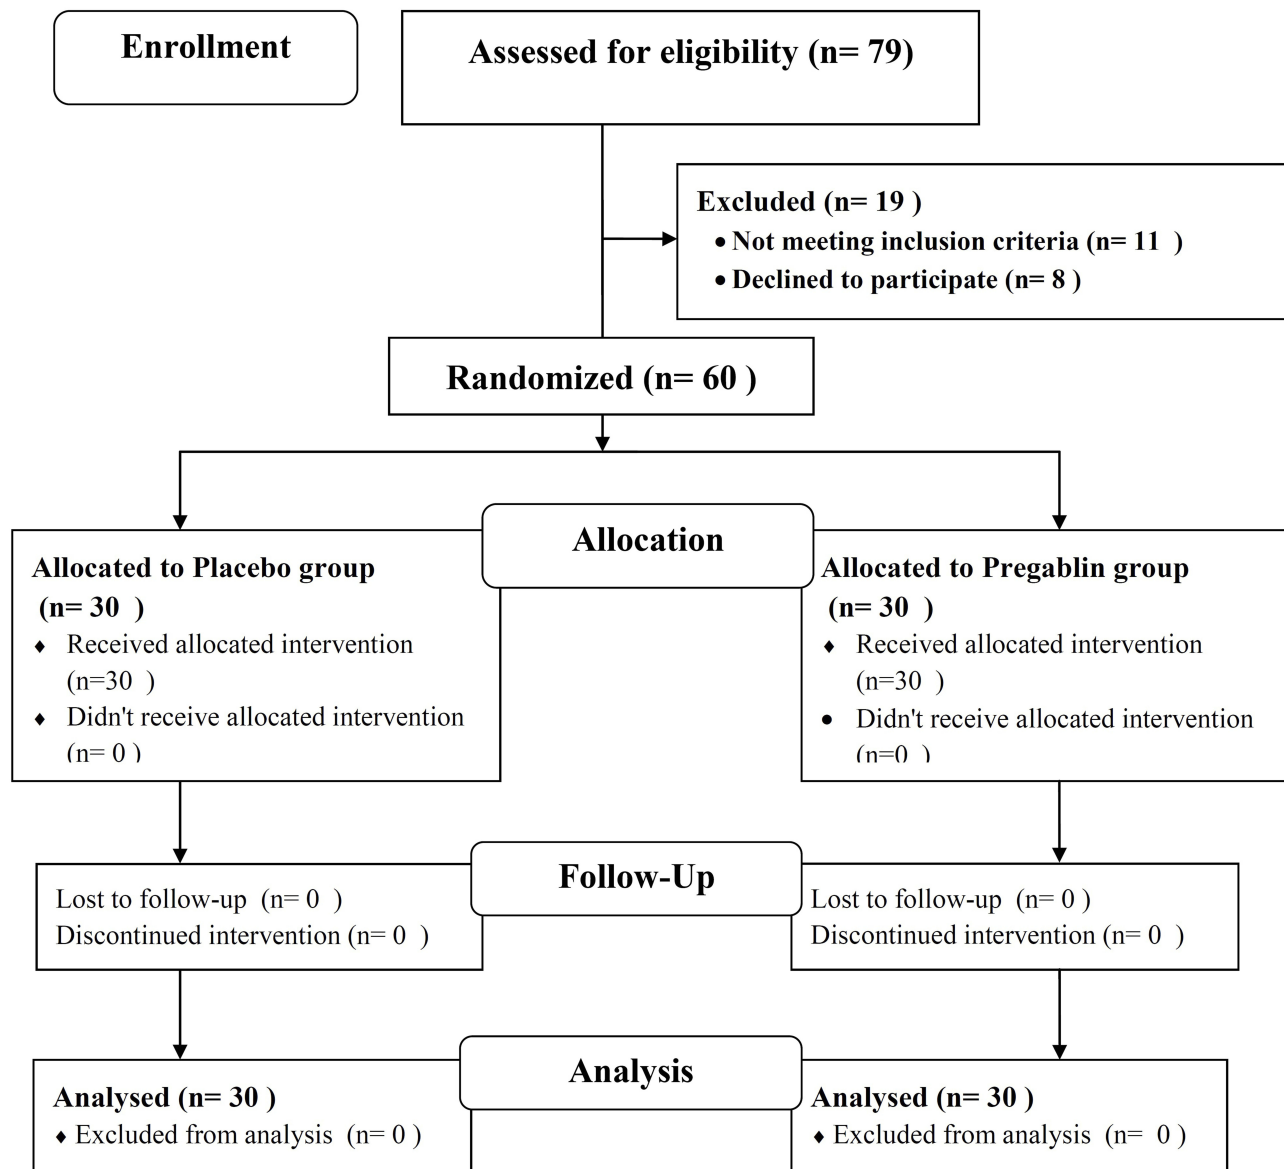 Enrollment
Assessed for eligibility (n= 79)
Excluded (n= 19 )
• Not meeting inclusion criteria (n= 11 )
• Declined to participate (n= 8 )
Randomized (n= 60 )
Allocation
Allocated to Placebo group
(n= 30 )
♦ Received allocated intervention
(n=30 )
♦ Didn't receive allocated intervention
(n= 0 )
Allocated to Pregablin group
(n= 30 )
♦ Received allocated intervention
(n=30 )
• Didn't receive allocated intervention
(n=0 )
Follow-Up
Lost to follow-up (n= 0 )
Discontinued intervention (n= 0 )
Lost to follow-up (n= 0 )
Discontinued intervention (n= 0 )
Analysis
Analysed (n= 30 )
♦ Excluded from analysis (n= 0 )
Analysed (n= 30 )
♦ Excluded from analysis (n= 0 )